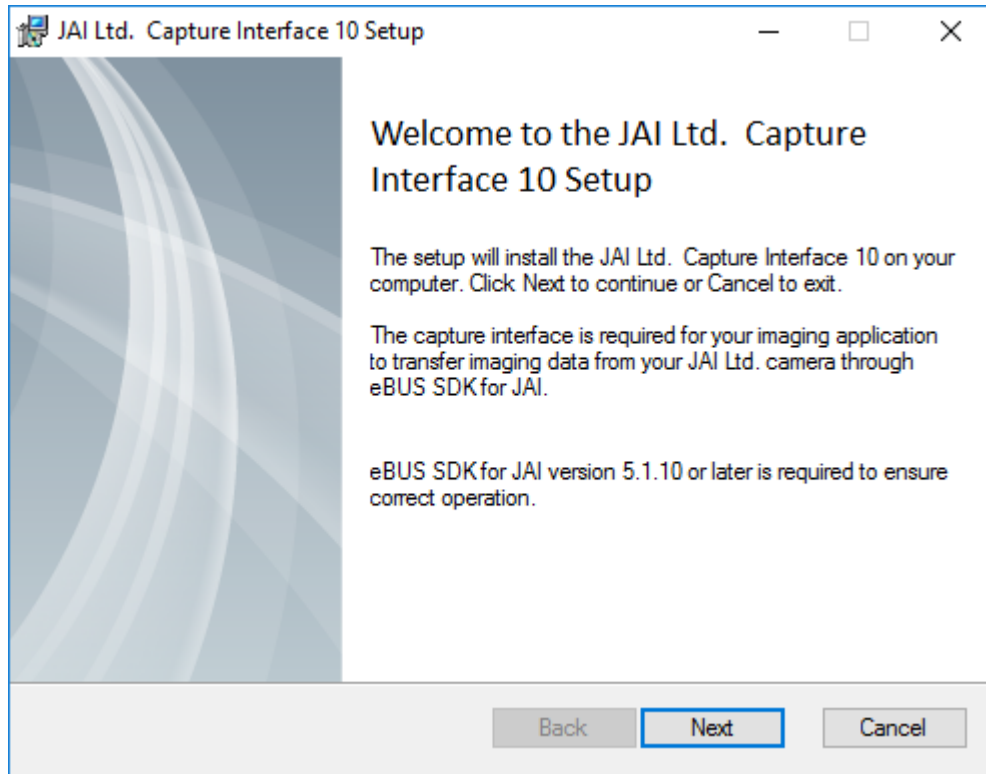 JAI Ltd.  Capture Interface 10 Setup
Welcome to the JAI Ltd.  Capture
Interface 10 Setup
The setup will install the JAI Ltd.  Capture Interface 10 on your
computer. Click Next to continue or Cancel to exit.
The capture interface is required for your imaging application
to transfer imaging data from your JAI Ltd. camera through
eBUS SDK for JAI.
eBUS SDK for JAI version 5.1.10 or later is required to ensure
correct operation.
Back
Next
Cancel